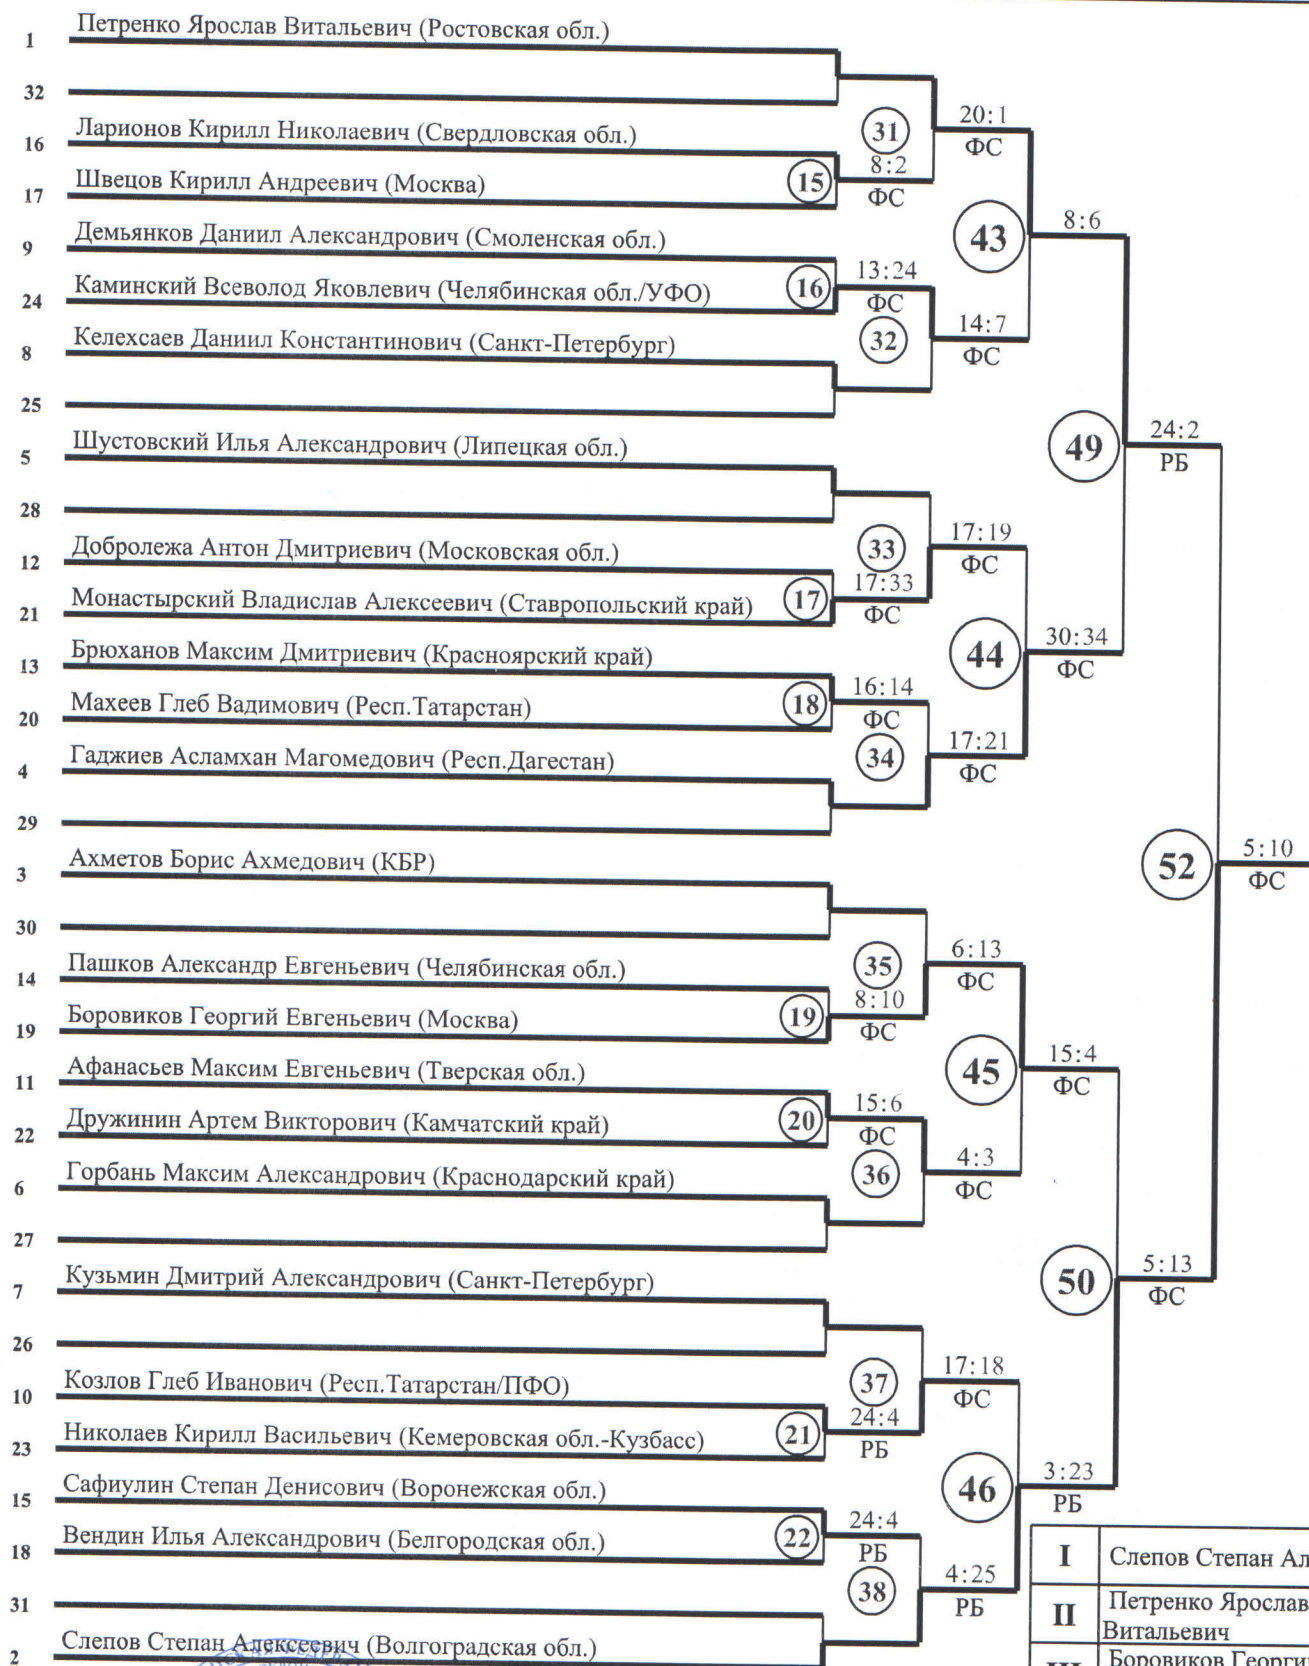 Петренко Ярослав Витальевич (Ростовская обл.)
1
32
Ларионов Кирилл Николаевич (Свердловская обл.)
16
31
20:1
ФС
8:2
ФС
Швецов Кирилл Андреевич (Москва)
17
15
Демьянков Даниил Александрович (Смоленская обл.)
9
43
8:6
Каминский Всеволод Яковлевич (Челябинская обл./УФО)
24
16
13:24
ФС
Келехсаев Даниил Константинович (Санкт-Петербург)
8
32
14:7
ФС
25
Шустовский Илья Александрович (Липецкая обл.)
5
49
24:2
РБ
28
Добролежа Антон Дмитриевич (Московская обл.)
12
33
17:19
ФС
Монастырский Владислав Алексеевич (Ставропольский край)
21
17
17:33
ФС
Брюханов Максим Дмитриевич (Красноярский край)
13
44
30:34
ФС
Махеев Глеб Вадимович (Респ.Татарстан)
20
18
16:14
ФС
Гаджиев Асламхан Магомедович (Респ.Дагестан)
4
34
17:21
ФС
29
Ахметов Борис Ахмедович (КБР)
3
52
5:10
ФС
30
Пашков Александр Евгеньевич (Челябинская обл.)
14
35
6:13
ФС
Боровиков Георгий Евгеньевич (Москва)
19
19
8:10
ФС
Афанасьев Максим Евгеньевич (Тверская обл.)
11
45
15:4
ФС
Дружинин Артем Викторович (Камчатский край)
22
20
15:6
ФС
Горбань Максим Александрович (Краснодарский край)
6
36
4:3
ФС
27
Кузьмин Дмитрий Александрович (Санкт-Петербург)
7
50
5:13
ФС
26
Козлов Глеб Иванович (Респ.Татарстан/ПФО)
10
37
17:18
ФС
Николаев Кирилл Васильевич (Кемеровская обл.-Кузбасс)
23
21
24:4
РБ
Сафиулин Степан Денисович (Воронежская обл.)
15
46
3:23
РБ
Вендин Илья Александрович (Белгородская обл.)
18
22
24:4
РБ
31
38
4:25
РБ
Слепов Степан Алексеевич (Волгоградская обл.)
2
I Слепов Степан Ал
II Петренко Ярослав
Витальевич
Боровиков Георги